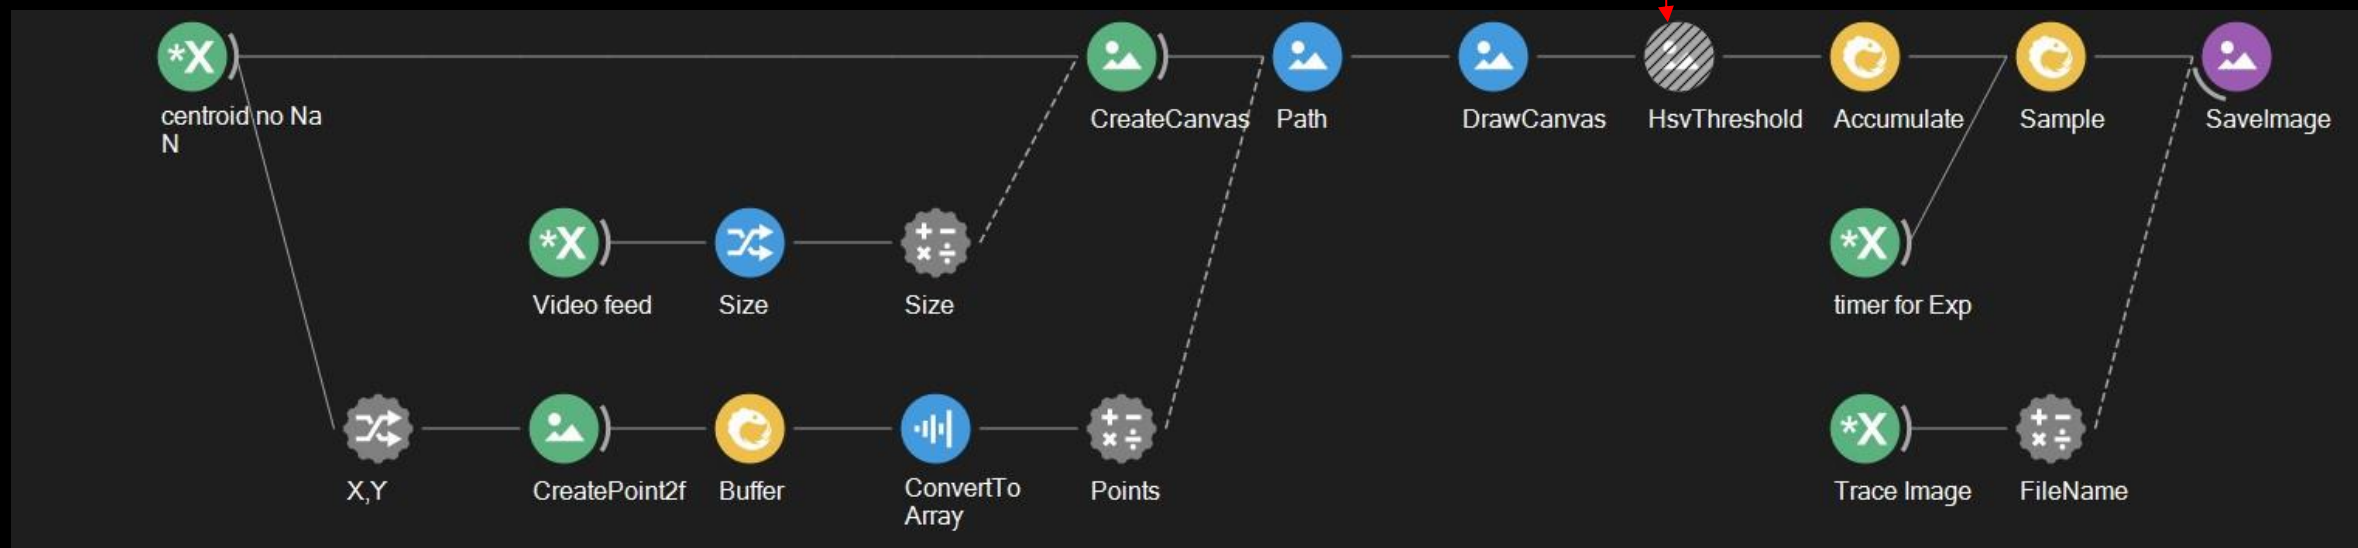 *X
*X
*X
*X
centroid no Na
N
CreateCanvas
Path
DrawCanvas
HsvThreshold
Accumulate
Sample
SaveImage
Video feed
Size
Size
timer for Exp
X,Y
CreatePoint2f
Buffer
ConvertTo
Array
Points
Trace Image
FileName